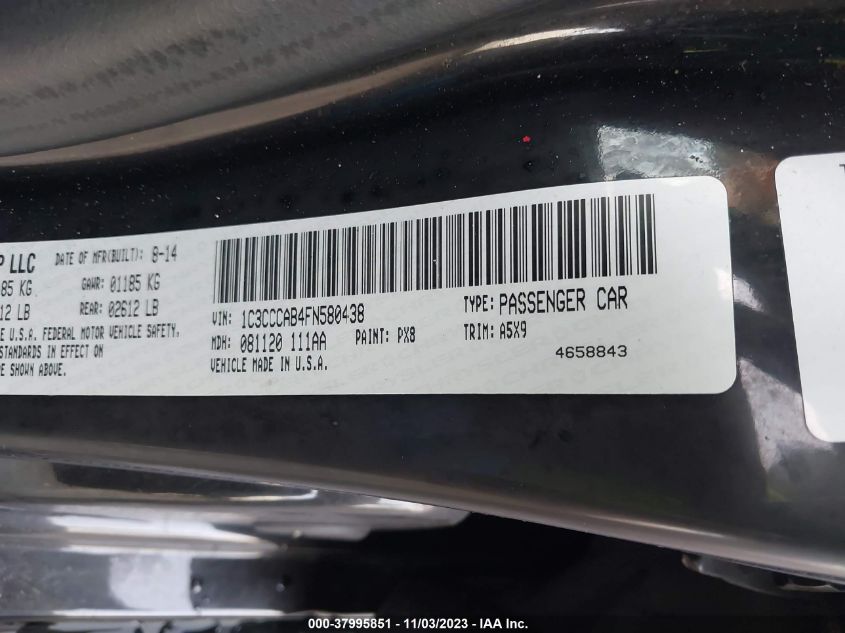 P LLC DATE OF MFR(BUILT): 8-14
85 KG GAWR: 01185 KG
12 LB REAR: 02612 LB
E U.S.A. FEDERAL MOTOR VEHICLE SAFETY.
STANDARDS IN EFFECT ON
E SHOWN ABOVE.
VIN: 1C3CCCAB4FN580438 TYPE: PASSENGER CAR
MDH: 081120 111AA PAINT: PX8 TRIM: A5X9
VEHICLE MADE IN U.S.A. 4658843
000-37995851 - 11/03/2023 - IAA Inc.